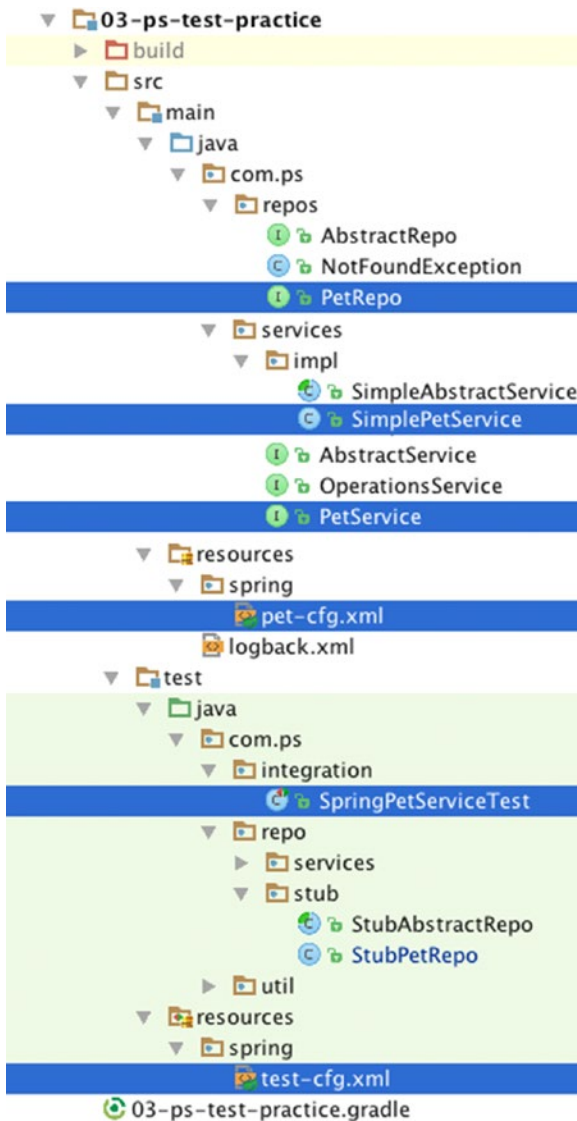 03-ps-test-practice
build
src
main
java
com.ps
repos
I AbstractRepo
C NotFoundException
I PetRepo
services
impl
C SimpleAbstractService
C SimplePetService
I AbstractService
I OperationsService
I PetService
resources
spring
pet-cfg.xml
logback.xml
test
java
com.ps
integration
C SpringPetServiceTest
repo
services
stub
C StubAbstractRepo
C StubPetRepo
util
resources
spring
test-cfg.xml
03-ps-test-practice.gradle